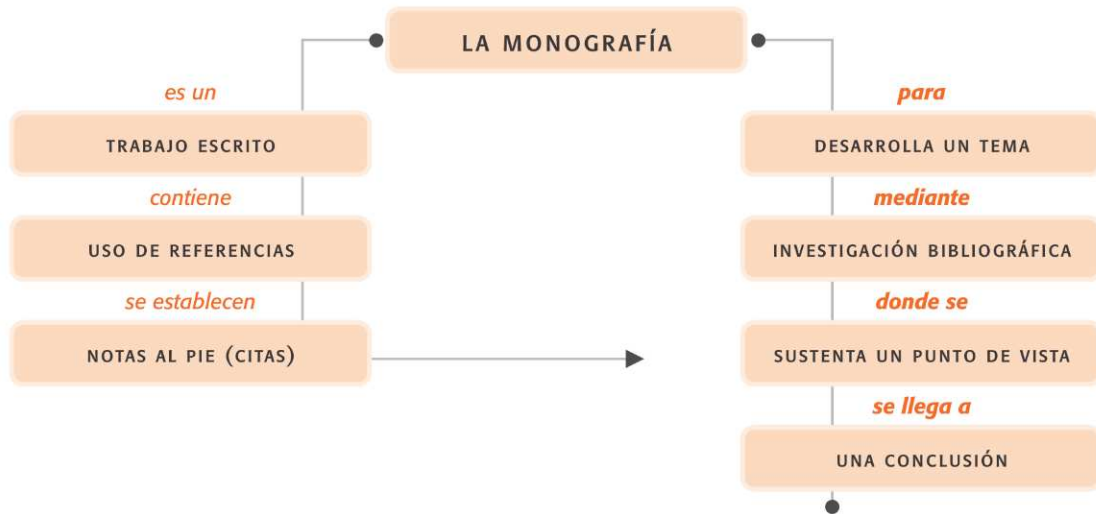 LA MONOGRAFÍA
es un
TRABAJO ESCRITO
contiene
USO DE REFERENCIAS
se establecen
NOTAS AL PIE (CITAS)
para
DESARROLLA UN TEMA
mediante
INVESTIGACIÓN BIBLIOGRÁFICA
donde se
SUSTENTA UN PUNTO DE VISTA
se llega a
UNA CONCLUSIÓN